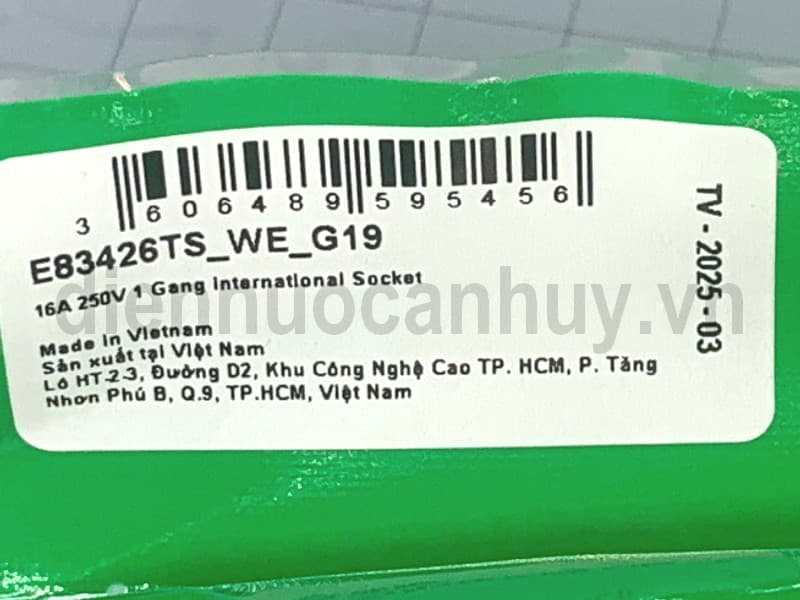 3 606489 595456
E83426TS_WE_G19
16A 250V 1 Gang International Socket
Made in Vietnam
Sản xuất tại Việt Nam
Lô HT-2-3, Đường D2, Khu Công Nghệ Cao TP. HCM, P. Tăng
Nhơn Phú B, Q.9, TP.HCM, Việt Nam
TV - 2025 - 03
diennuocanhuy.vn